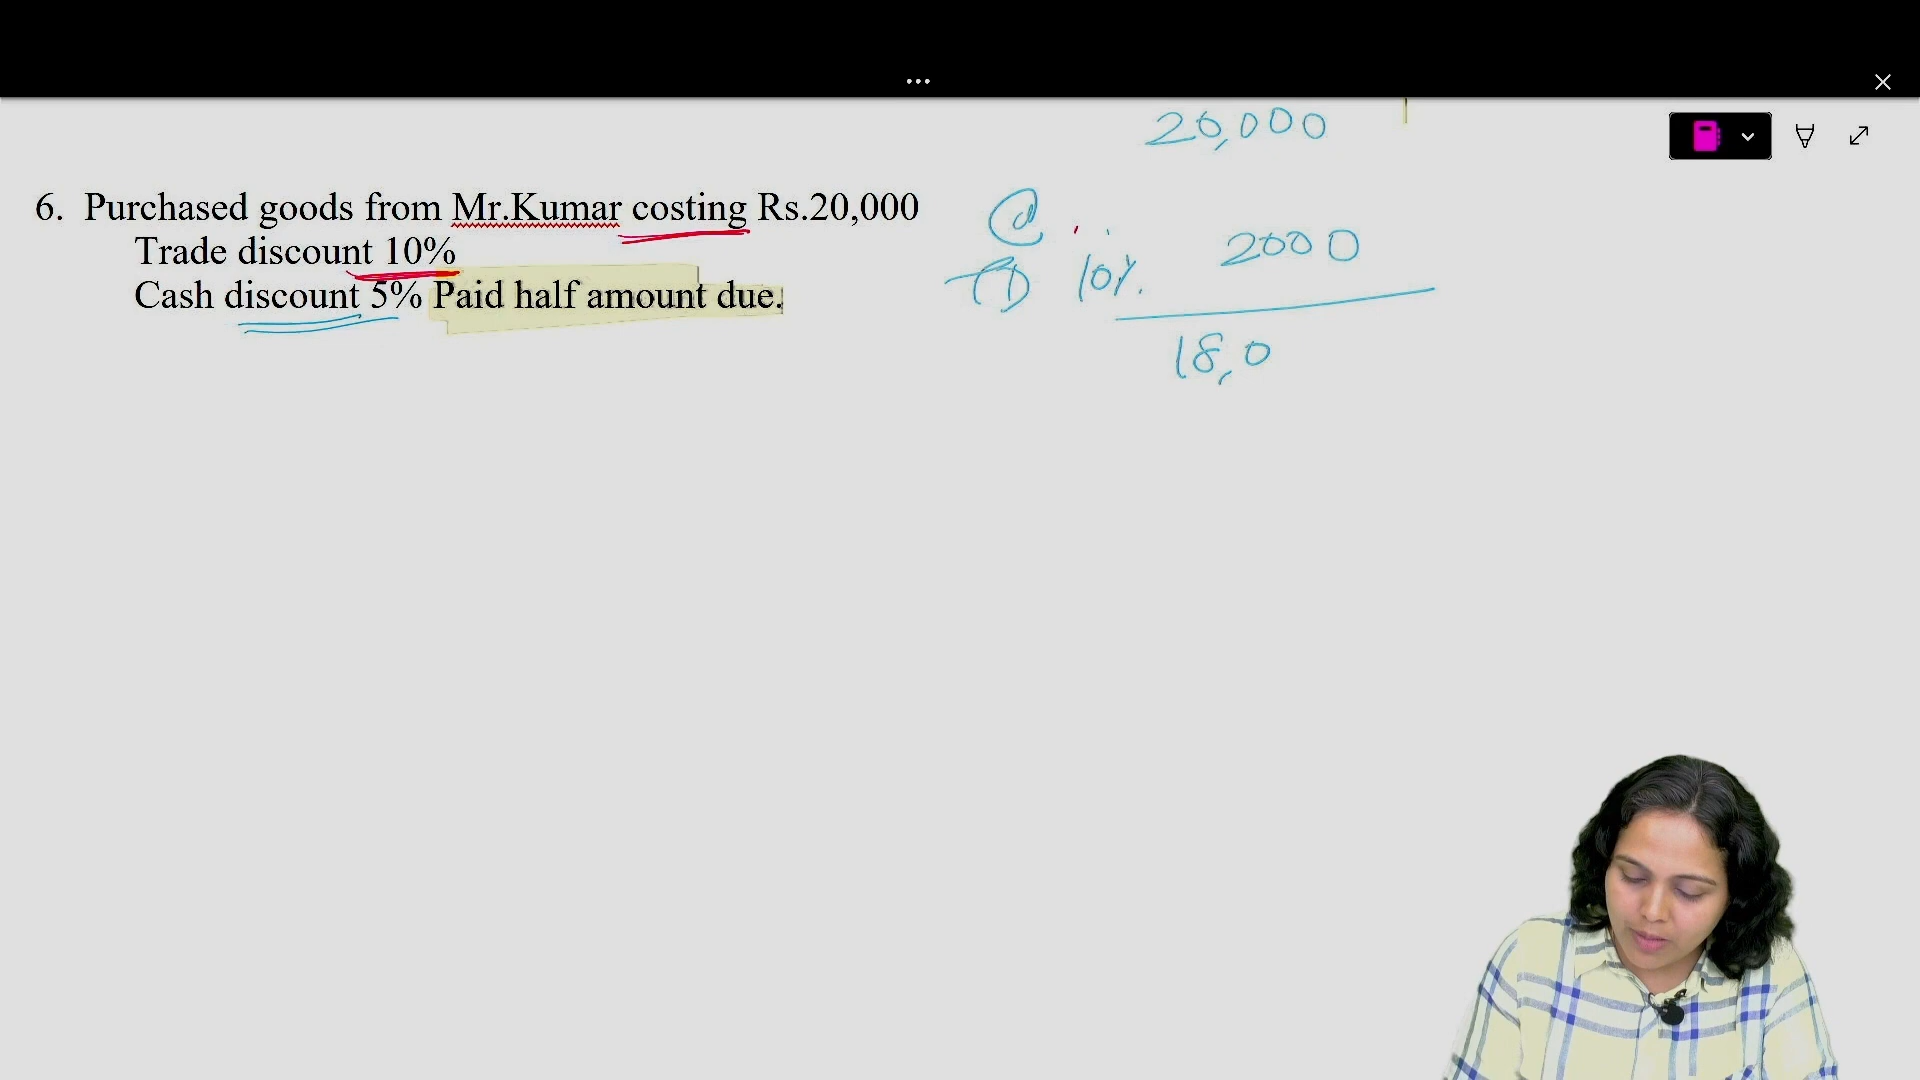 20,000
6. Purchased goods from Mr.Kumar costing Rs.20,000
Trade discount 10%
Cash discount 5% Paid half amount due.
@
TD 10%. 2000
18,0